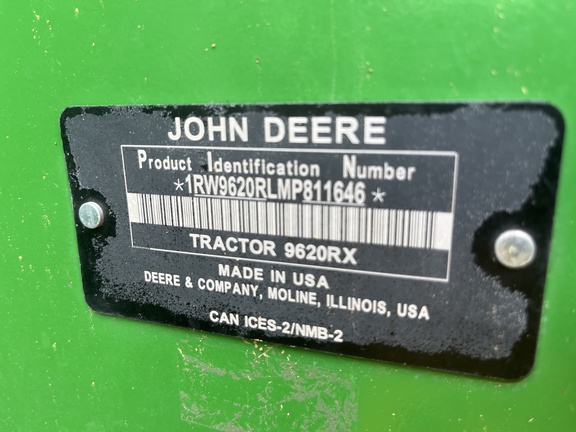 JOHN DEERE
Product Identification Number
*1RW9620RLMP811646*
TRACTOR 9620RX
MADE IN USA
DEERE & COMPANY, MOLINE, ILLINOIS, USA
CAN ICES-2/NMB-2